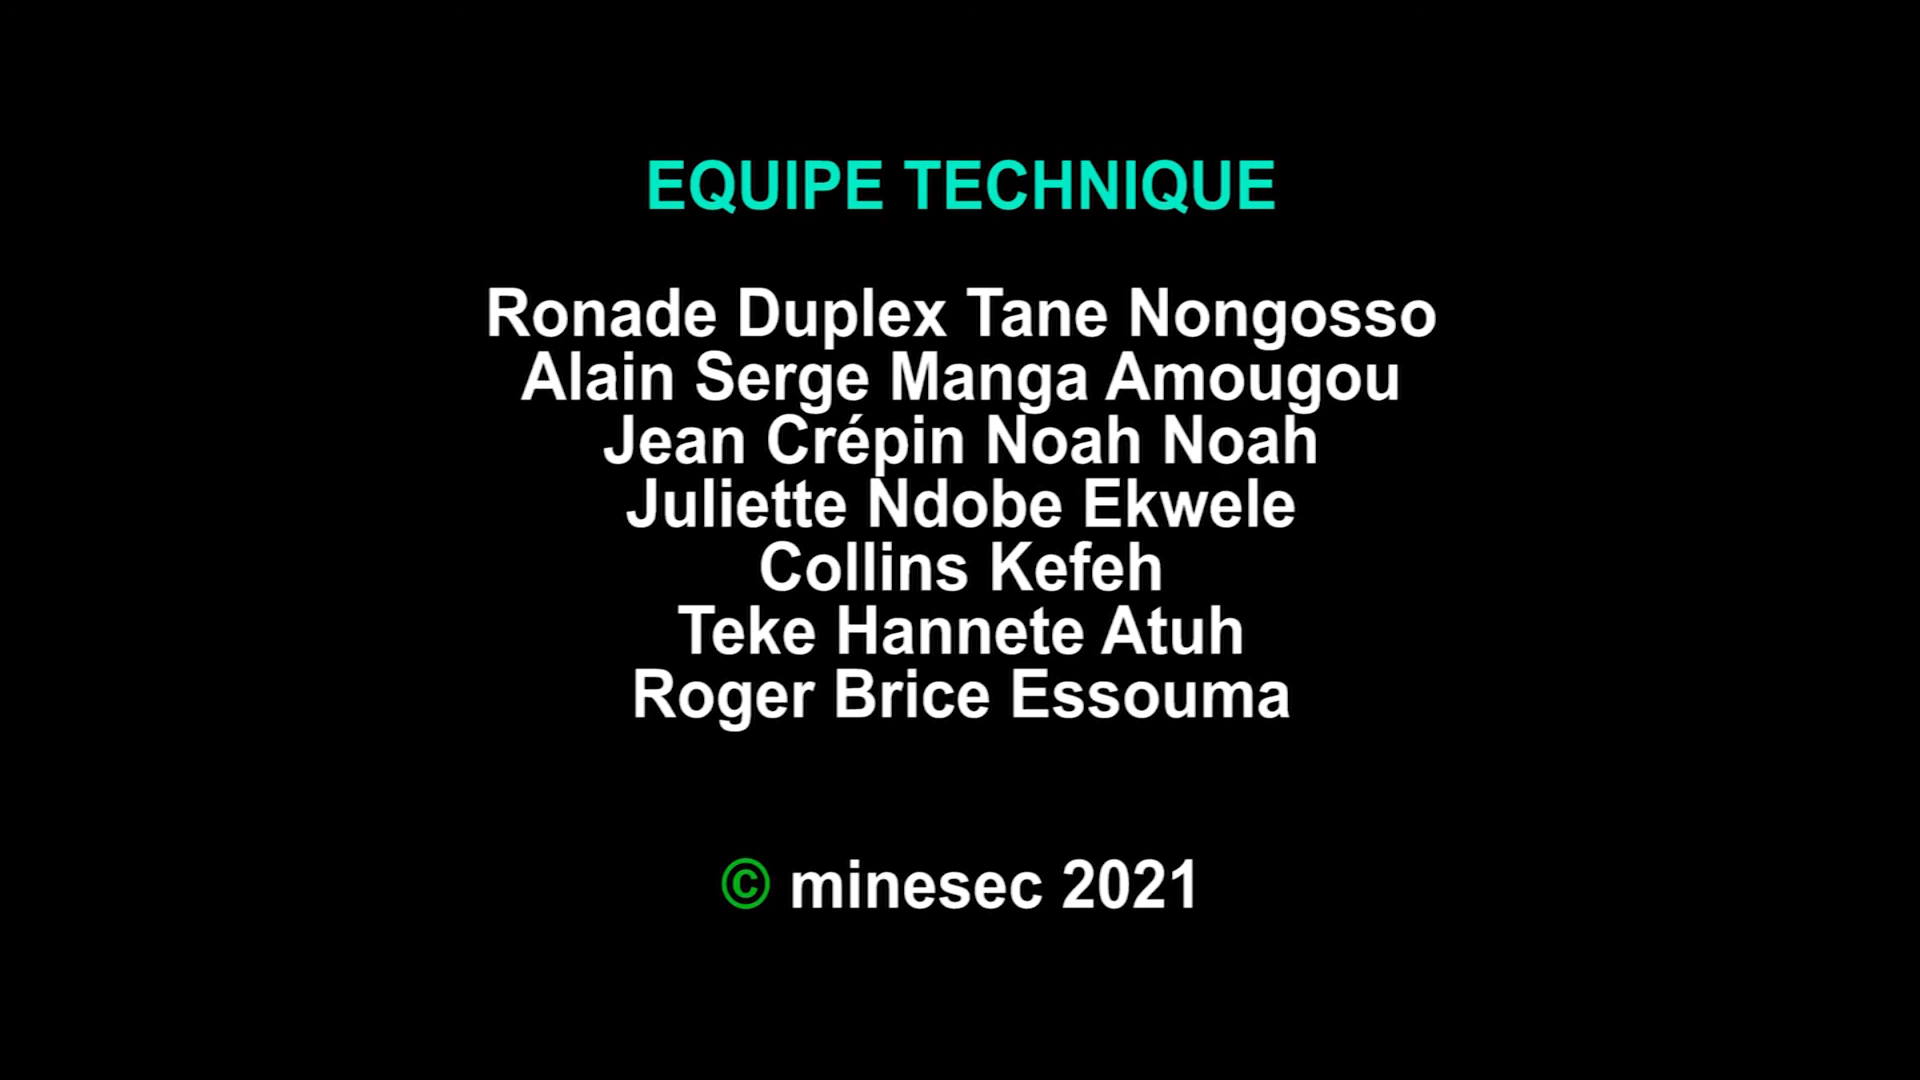 EQUIPE TECHNIQUE
Ronade Duplex Tane Nongosso
Alain Serge Manga Amougou
Jean Crépin Noah Noah
Juliette Ndobe Ekwele
Collins Kefeh
Teke Hannete Atuh
Roger Brice Essouma
© minesec 2021